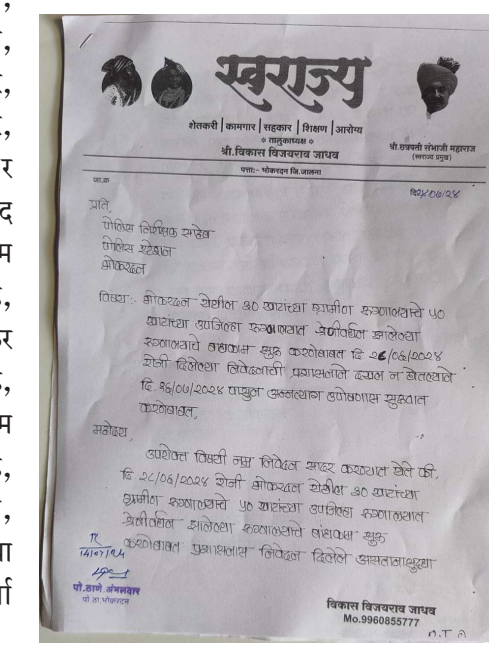 स्वराज्य
शेतकरी | कामगार | सहकार | शिक्षण | आरोग्य
तालुकाध्यक्ष
श्री.विकास विजयराव जाधव
श्री.छत्रपती संभाजी महाराज
(स्वराज्य प्रमुख)
पत्ता:- भोकरदन जि.जालना
जा.क्र
दि
प्रति,
पोलिस निरीक्षक साहेब
पोलिस स्टेशन
भोकरदन
विषय:- भोकरदन येथील ३० खाटांच्या ग्रामीण रुग्णालयाचे ५०
खाटांच्या उपजिल्हा रुग्णालयात श्रेणीवर्धन झालेल्या
रुग्णालयाचे बांधकाम सुरु करणेबाबत दि २८/०६/२०२४
रोजी दिलेल्या निवेदनाची प्रशासनाने दखल न घेतल्याने
दि १६/०७/२०२४ पासुन अन्नत्याग उपोषणास सुरुवात
करणेबाबत,
महोदय,
उपरोक्त विषयी नम्र निवेदन सादर करण्यात येते की,
दि २८/०६/२०२४ रोजी भोकरदन येथील ३० खाटांच्या
ग्रामीण रुग्णालयाचे ५० खाटांच्या उपजिल्हा रुग्णालयात
श्रेणीवर्धन झालेल्या रुग्णालयाचे बांधकाम सुरु
करणेबाबत प्रशासनास निवेदन दिलेले असतानासुध्दा
R
14/07/24
पो.ठाणे अंमलदार
पो ठा भोकरदन
विकास विजयराव जाधव
Mo.9960855777
P.T.O